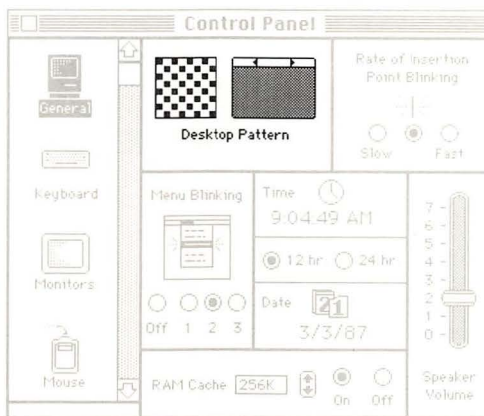 Control Panel
General
Keyboard
Monitors
Mouse
Desktop Pattern
Rate of Insertion
Point Blinking
Slow
Fast
Menu Blinking
Off 1 2 3
Time
9:04:49 AM
12 hr 24 hr
Date
21
3/3/87
7
6
5
4
3
2
1
0
Speaker
Volume
RAM Cache 256K
On Off